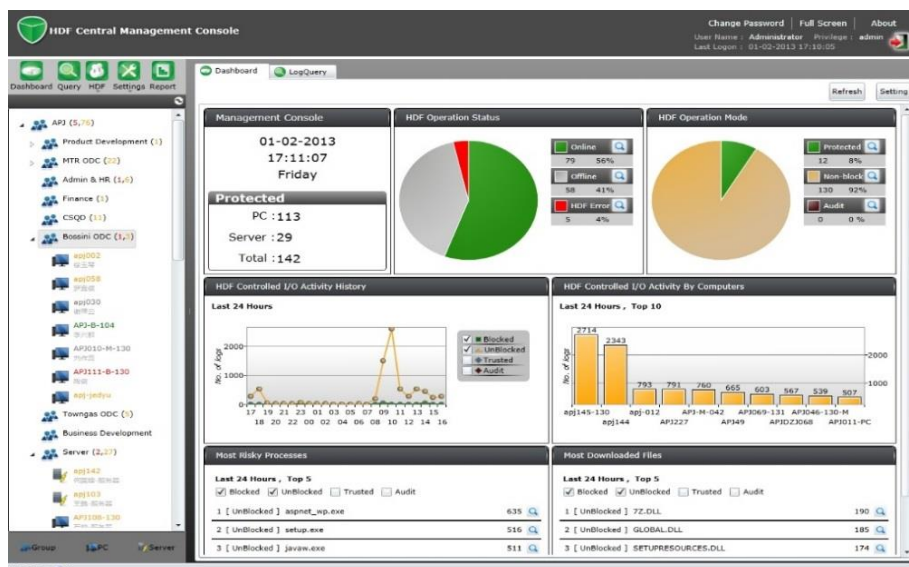 HDF Central Management Console
Change Password | Full Screen | About
User Name : Administrator Privilege : admin
Last Logon : 01-02-2013 17:10:05
Dashboard Query HDF Settings Report
Dashboard LogQuery
Refresh Setting
APJ (5,76)
Product Development (1)
MTR ODC (22)
Admin & HR (1,6)
Finance (1)
CSQD (11)
Bossini ODC (1,3)
apj002
apj058
apj030
APJ-B-104
APJ010-M-130
APJ111-B-130
apj-jedyu
Towngas ODC (5)
Business Development
Server (2,27)
apj142
apj103
APJ108-130
Group PC Server
Management Console
01-02-2013
17:11:07
Friday
Protected
PC :113
Server :29
Total :142
HDF Operation Status
Online
79 56%
Offline
58 41%
HDF Error
5 4%
HDF Operation Mode
Protected
12 8%
Non-block
130 92%
Audit
0 0 %
HDF Controlled I/O Activity History
Last 24 Hours
No. of logs
2000
1000
0
17 19 21 23 01 03 05 07 09 11 13 15
18 20 22 00 02 04 06 08 10 12 14 16
Blocked
UnBlocked
Trusted
Audit
HDF Controlled I/O Activity By Computers
Last 24 Hours , Top 10
No. of logs
2714 2343 793 791 760 665 603 567 539 507
2000
1000
apj145-130 apj-012 APJ-M-042 APJ069-131 APJ046-130-M
apj144 APJ227 APJ49 APJDZJ068 APJ011-PC
Most Risky Processes
Last 24 Hours , Top 5
Blocked UnBlocked Trusted Audit
1 [ UnBlocked ] aspnet_wp.exe 635
2 [ UnBlocked ] setup.exe 516
3 [ UnBlocked ] javaw.exe 511
Most Downloaded Files
Last 24 Hours , Top 5
Blocked UnBlocked Trusted Audit
1 [ UnBlocked ] 7Z.DLL 190
2 [ UnBlocked ] GLOBAL.DLL 185
3 [ UnBlocked ] SETUPRESOURCES.DLL 174